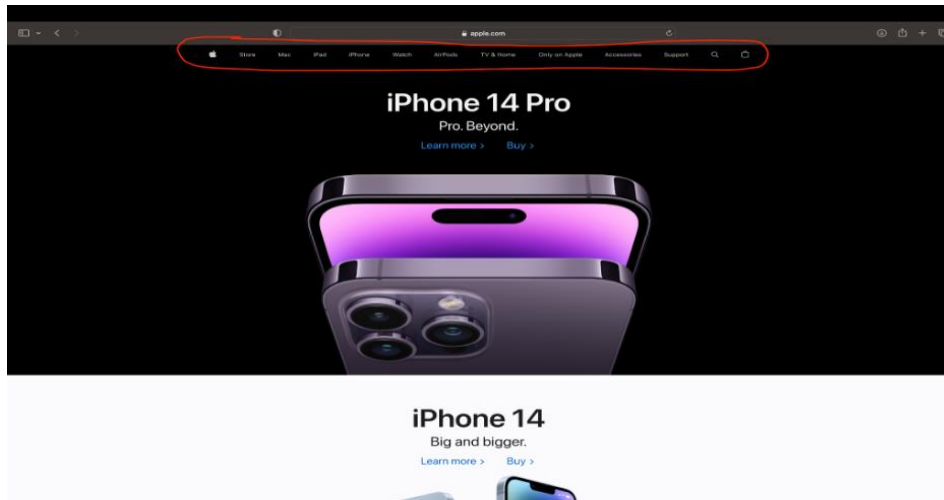 apple.com
Store Mac iPad iPhone Watch AirPods TV & Home Only on Apple Accessories Support
iPhone 14 Pro
Pro. Beyond.
Learn more > Buy >
iPhone 14
Big and bigger.
Learn more > Buy >